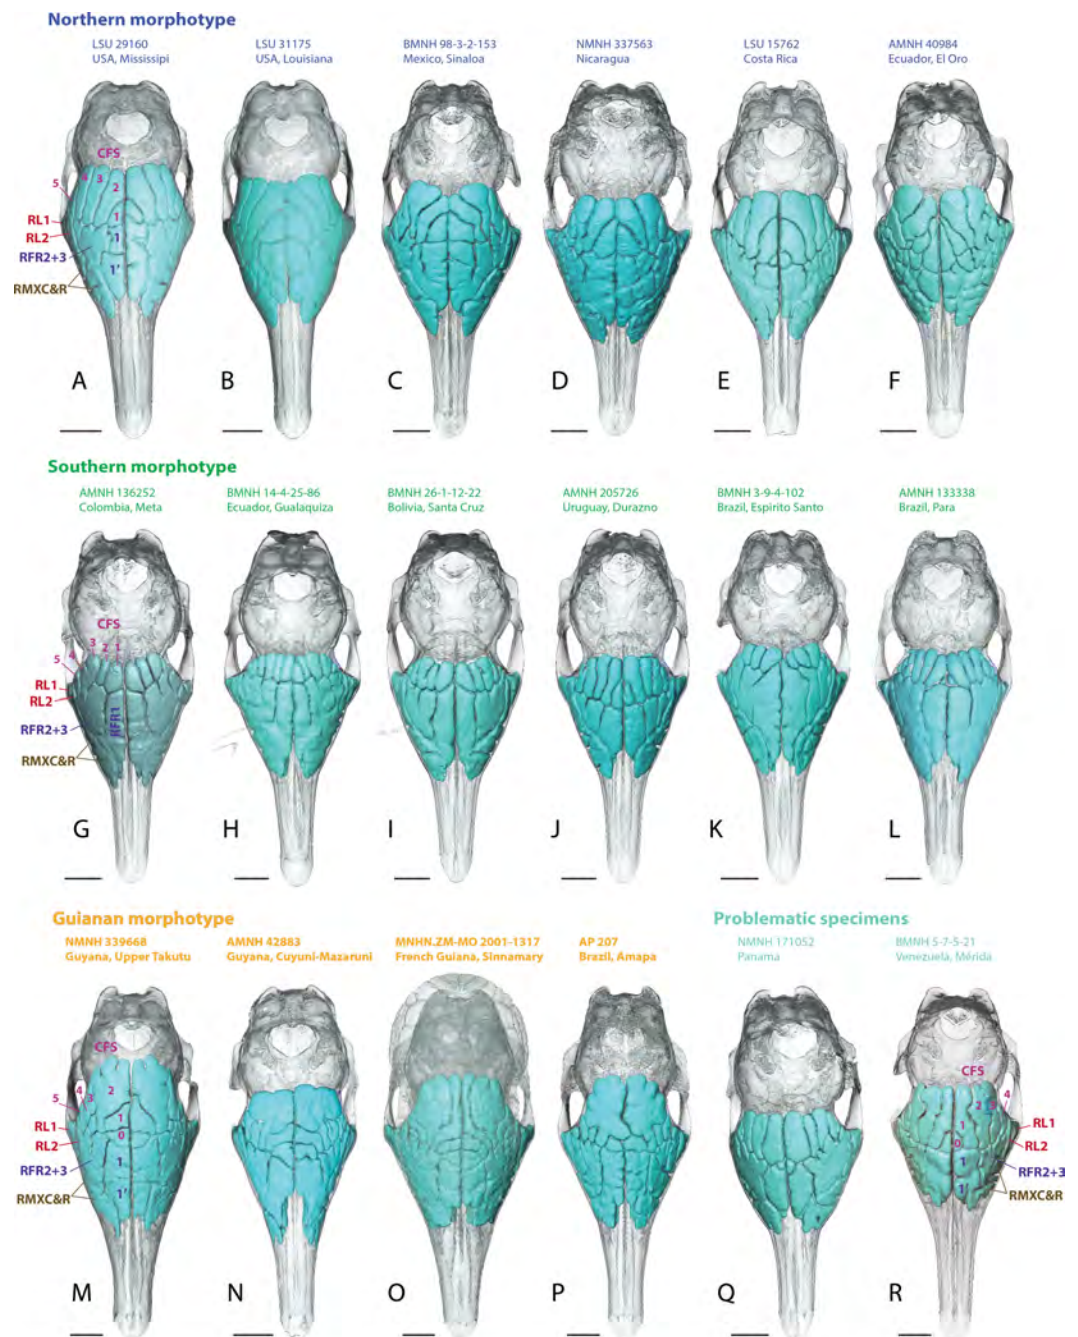 Northern morphotype
LSU 29160
USA, Mississipi
LSU 31175
USA, Louisiana
BMNH 98-3-2-153
Mexico, Sinaloa
NMNH 337563
Nicaragua
LSU 15762
Costa Rica
AMNH 40984
Ecuador, El Oro
CFS
5
4
3
2
1
RL1
RL2
1
RFR2+3
1'
RMXC&R
A
B
C
D
E
F
Southern morphotype
AMNH 136252
Colombia, Meta
BMNH 14-4-25-86
Ecuador, Gualaquiza
BMNH 26-1-12-22
Bolivia, Santa Cruz
AMNH 205726
Uruguay, Durazno
BMNH 3-9-4-102
Brazil, Espirito Santo
AMNH 133338
Brazil, Para
CFS
5
4
3
2
1
RL1
RL2
RFR1
RFR2+3
RMXC&R
G
H
I
J
K
L
Guianan morphotype
Problematic specimens
NMNH 339668
Guyana, Upper Takutu
AMNH 42883
Guyana, Cuyuni-Mazaruni
MNHN.ZM-MO 2001-1317
French Guiana, Sinnamary
AP 207
Brazil, Amapa
NMNH 171052
Panama
BMNH 5-7-5-21
Venezuela, Mérida
CFS
5
4
3
2
1
RL1
0
RL2
RFR2+3
1
RMXC&R
1'
CFS
4
2
3
1
RL1
0
RL2
1
RFR2+3
1'
RMXC&R
M
N
O
P
Q
R